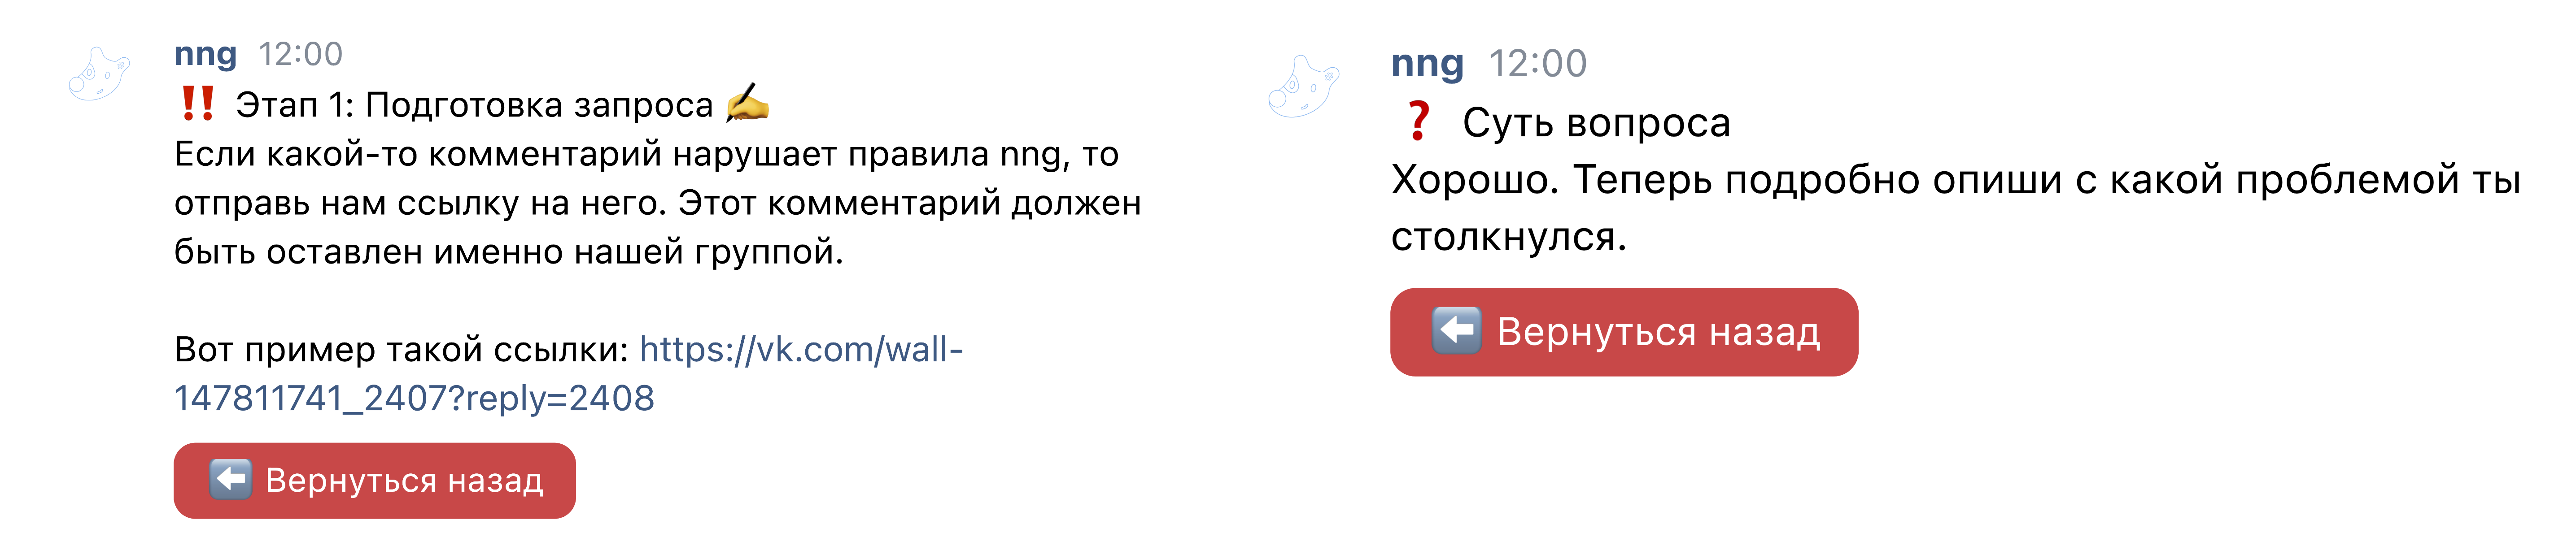 nng 12:00
‼️ Этап 1: Подготовка запроса ✍️
Если какой-то комментарий нарушает правила nng, то
отправь нам ссылку на него. Этот комментарий должен
быть оставлен именно нашей группой.
Вот пример такой ссылки: https://vk.com/wall-
147811741_2407?reply=2408
⬅️ Вернуться назад
nng 12:00
❓ Суть вопроса
Хорошо. Теперь подробно опиши с какой проблемой ты
столкнулся.
⬅️ Вернуться назад